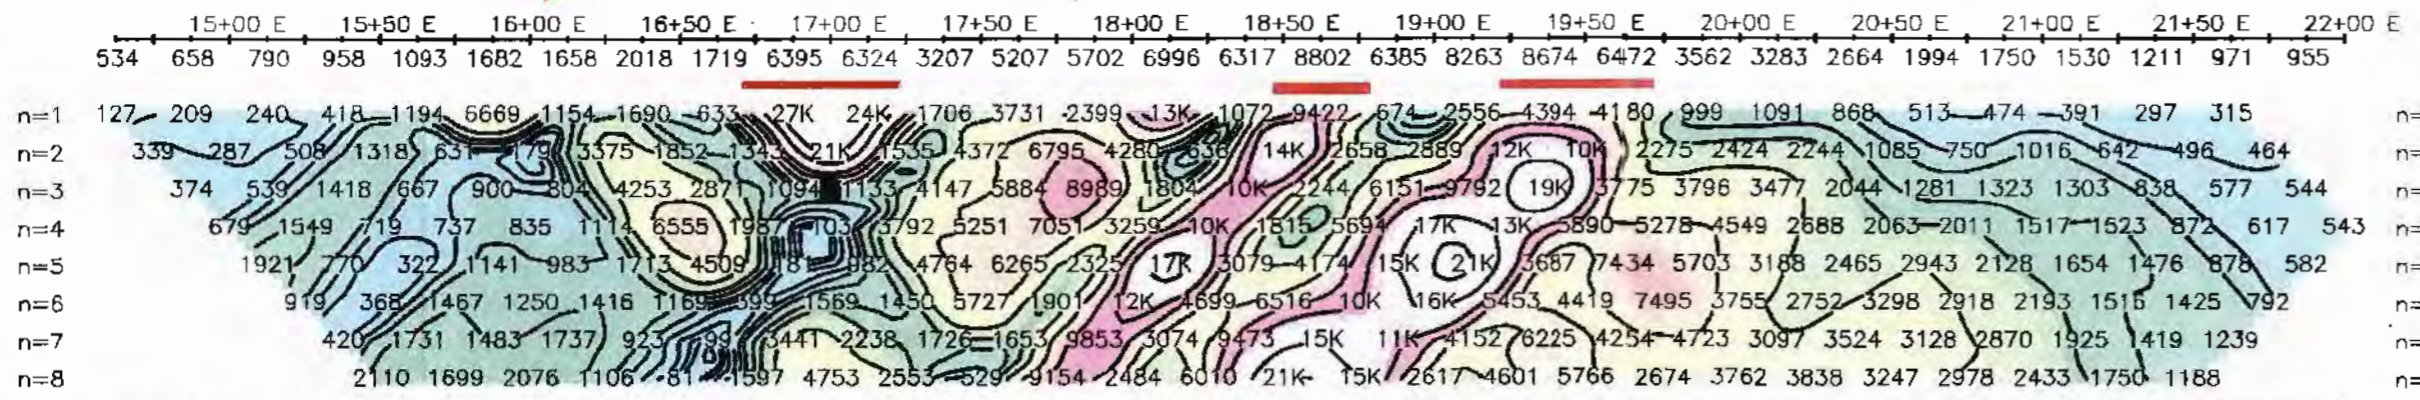 15+00 E 15+50 E 16+00 E 16+50 E 17+00 E 17+50 E 18+00 E 18+50 E 19+00 E 19+50 E 20+00 E 20+50 E 21+00 E 21+50 E 22+00 E
534 658 790 958 1093 1682 1658 2018 1719 6395 6324 3207 5207 5702 6996 6317 8802 6385 8263 8674 6472 3562 3283 2664 1994 1750 1530 1211 971 955
n=1 127 209 240 418 1194 6669 1154 1690 633 27K 24K 1706 3731 2399 13K 1072 9422 674 2556 4394 4180 999 1091 868 513 474 391 297 315 n=
n=2 339 287 508 1318 631 179 3375 1852 1343 21K 1535 4372 6795 4280 636 14K 2658 2889 12K 10K 2275 2424 2244 1085 750 1016 642 496 464 n=
n=3 374 539 1418 667 900 804 4253 2871 1094 1133 4147 5884 8989 1804 10K 2244 6151 9792 19K 3775 3796 3477 2044 1281 1323 1303 838 577 544 n=
n=4 679 1549 719 737 835 1114 6555 1987 103 3792 5251 7051 3259 10K 1815 5694 17K 13K 5890 5278 4549 2688 2063 2011 1517 1523 872 617 543 n=
n=5 1921 770 322 1141 983 1713 4509 181 982 4764 6265 2325 17K 3079 4174 15K 21K 3687 7434 5703 3188 2465 2943 2128 1654 1476 878 582 n=
n=6 919 368 1467 1250 1416 1169 399 1569 1450 5727 1901 12K 4699 6516 10K 16K 5453 4419 7495 3755 2752 3298 2918 2193 1515 1425 792 n=
n=7 420 1731 1483 1737 923 99 3441 2238 1726 1653 9853 3074 9473 15K 11K 4152 6225 4254 4723 3097 3524 3128 2870 1925 1419 1239 n=
n=8 2110 1699 2076 1106 81 1597 4753 2553 529 9154 2484 6010 21K 15K 2617 4601 5766 2674 3762 3838 3247 2978 2433 1750 1188 n=